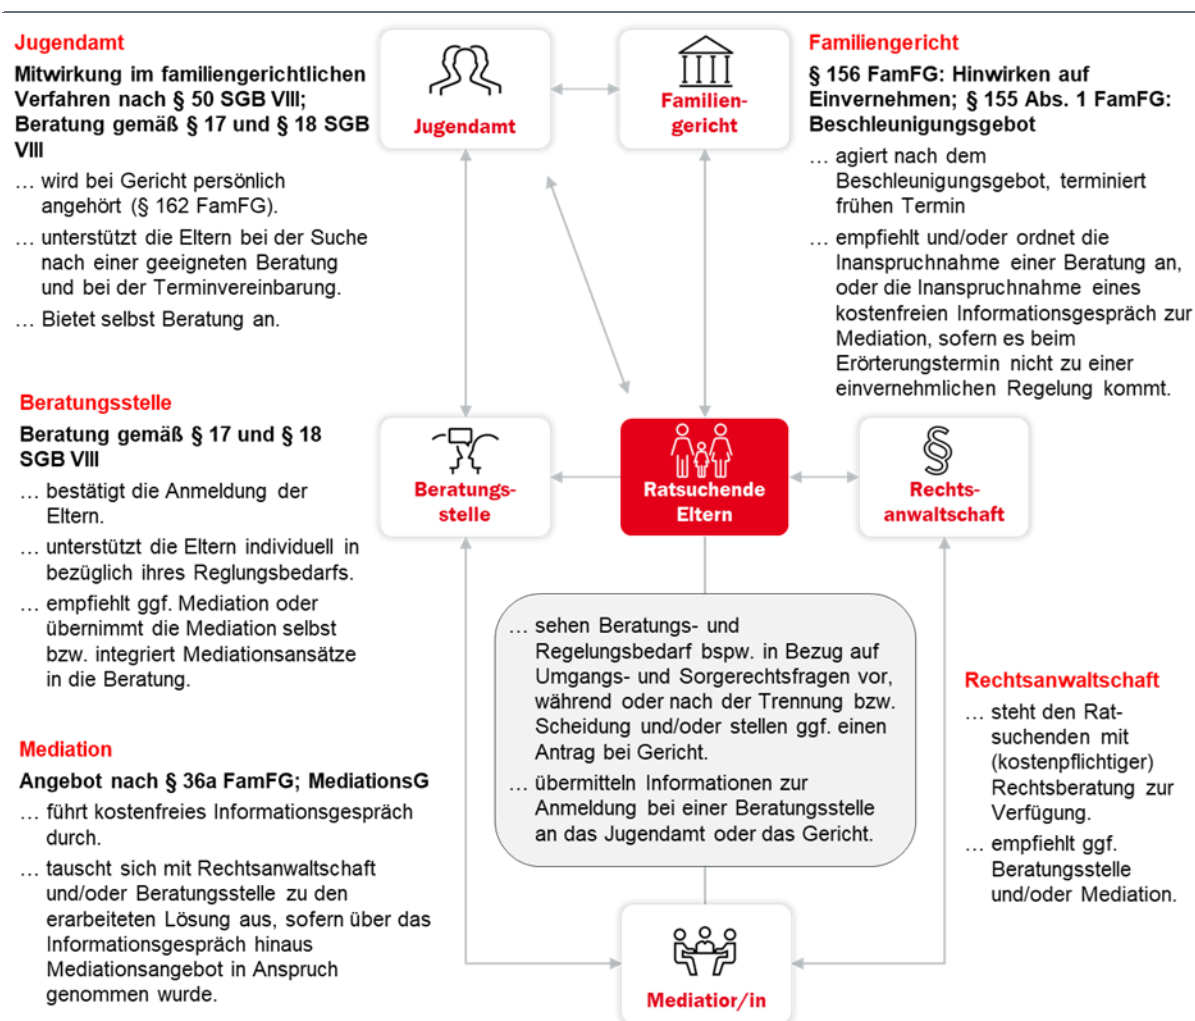 Jugendamt
Mitwirkung im familiengerichtlichen
Verfahren nach § 50 SGB VIII;
Beratung gemäß § 17 und § 18 SGB
VIII
… wird bei Gericht persönlich
angehört (§ 162 FamFG).
… unterstützt die Eltern bei der Suche
nach einer geeigneten Beratung
und bei der Terminvereinbarung.
… Bietet selbst Beratung an.
Jugendamt
Familien-
gericht
Familiengericht
§ 156 FamFG: Hinwirken auf
Einvernehmen; § 155 Abs. 1 FamFG:
Beschleunigungsgebot
… agiert nach dem
Beschleunigungsgebot, terminiert
frühen Termin
… empfiehlt und/oder ordnet die
Inanspruchnahme einer Beratung an,
oder die Inanspruchnahme eines
kostenfreien Informationsgespräch zur
Mediation, sofern es beim
Erörterungstermin nicht zu einer
einvernehmlichen Regelung kommt.
Beratungsstelle
Beratung gemäß § 17 und § 18
SGB VIII
… bestätigt die Anmeldung der
Eltern.
… unterstützt die Eltern individuell in
bezüglich ihres Reglungsbedarfs.
… empfiehlt ggf. Mediation oder
übernimmt die Mediation selbst
bzw. integriert Mediationsansätze
in die Beratung.
Beratungs-
stelle
Ratsuchende
Eltern
§
Rechts-
anwaltschaft
… sehen Beratungs- und
Regelungsbedarf bspw. in Bezug auf
Umgangs- und Sorgerechtsfragen vor,
während oder nach der Trennung bzw.
Scheidung und/oder stellen ggf. einen
Antrag bei Gericht.
… übermitteln Informationen zur
Anmeldung bei einer Beratungsstelle
an das Jugendamt oder das Gericht.
Rechtsanwaltschaft
… steht den Rat-
suchenden mit
(kostenpflichtiger)
Rechtsberatung zur
Verfügung.
… empfiehlt ggf.
Beratungsstelle
und/oder Mediation.
Mediation
Angebot nach § 36a FamFG; MediationsG
… führt kostenfreies Informationsgespräch
durch.
… tauscht sich mit Rechtsanwaltschaft
und/oder Beratungsstelle zu den
erarbeiteten Lösung aus, sofern über das
Informationsgespräch hinaus
Mediationsangebot in Anspruch
genommen wurde.
Mediatior/in